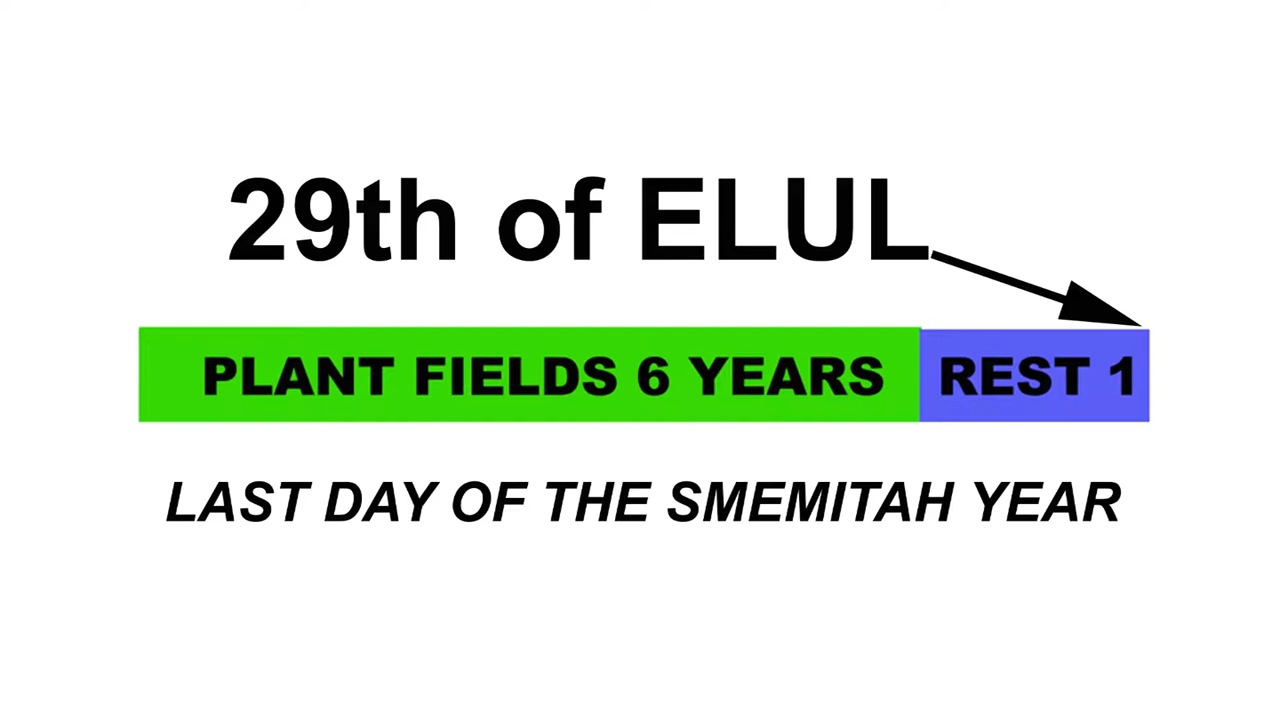 29th of ELUL
PLANT FIELDS 6 YEARS REST 1
LAST DAY OF THE SMEMITAH YEAR